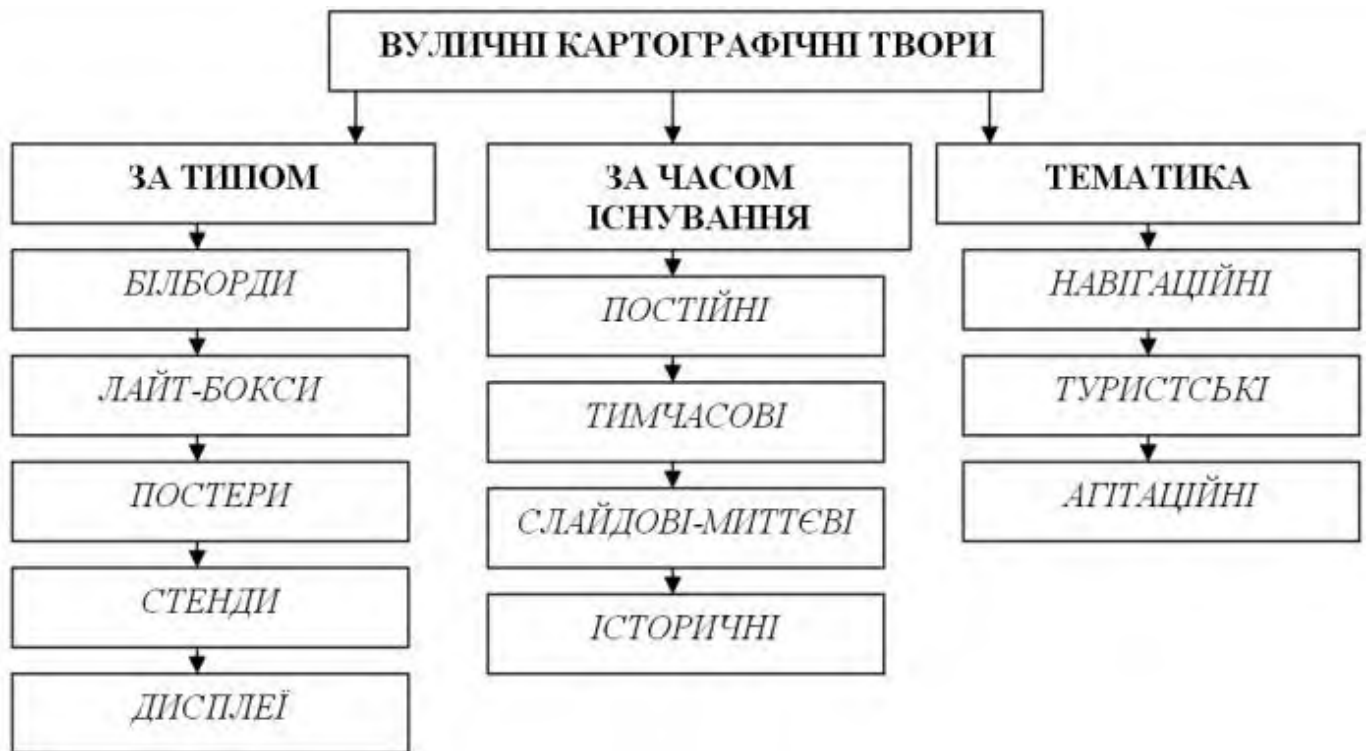 ВУЛИЧНІ КАРТОГРАФІЧНІ ТВОРИ
ЗА ТИПОМ
БІЛБОРДИ
ЛАЙТ-БОКСИ
ПОСТЕРИ
СТЕНДИ
ДИСПЛЕЇ
ЗА ЧАСОМ
ІСНУВАННЯ
ПОСТІЙНІ
ТИМЧАСОВІ
СЛАЙДОВІ-МИТТЄВІ
ІСТОРИЧНІ
ТЕМАТИКА
НАВІГАЦІЙНІ
ТУРИСТСЬКІ
АГІТАЦІЙНІ